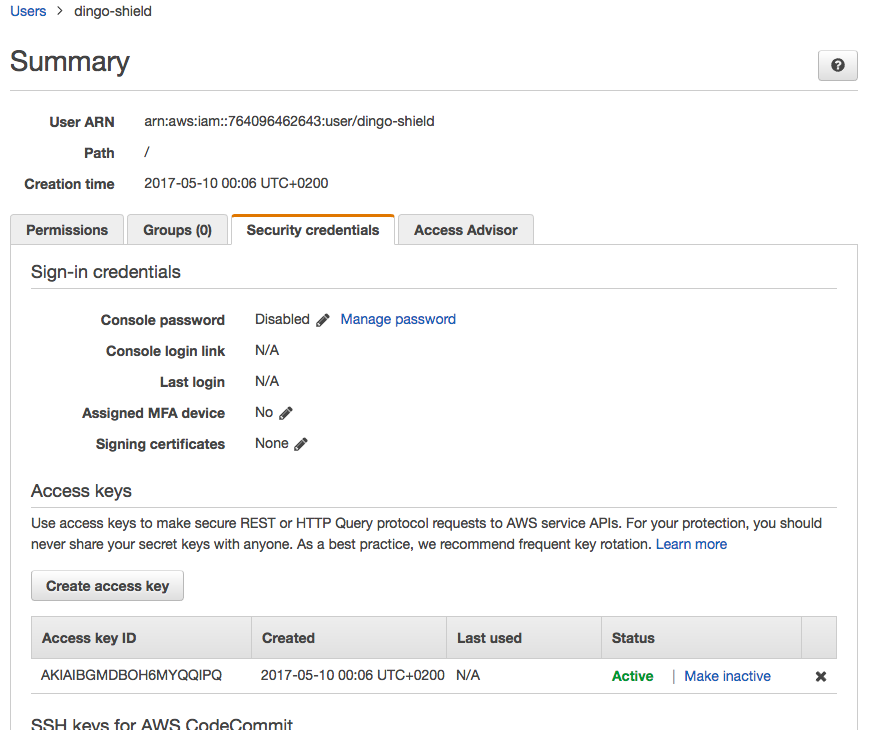 Users > dingo-shield
Summary
?
User ARN arn:aws:iam::764096462643:user/dingo-shield
Path /
Creation time 2017-05-10 00:06 UTC+0200
Permissions Groups (0) Security credentials Access Advisor
Sign-in credentials
Console password Disabled Manage password
Console login link N/A
Last login N/A
Assigned MFA device No
Signing certificates None
Access keys
Use access keys to make secure REST or HTTP Query protocol requests to AWS service APIs. For your protection, you should
never share your secret keys with anyone. As a best practice, we recommend frequent key rotation. Learn more
Create access key
Access key ID Created Last used Status
AKIAIBGMDBOH6MYQQIPQ 2017-05-10 00:06 UTC+0200 N/A Active | Make inactive
SSH keys for AWS CodeCommit